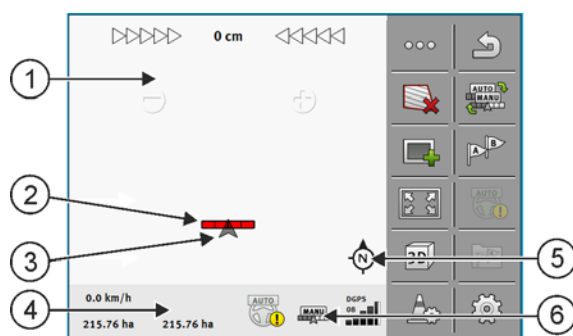 0 cm
1
AUTO
MANU
A B
2
AUTO
3
N
5
3D
4
0.0 km/h
AUTO
MANU
DGPS
08
6
215.76 ha 215.76 ha